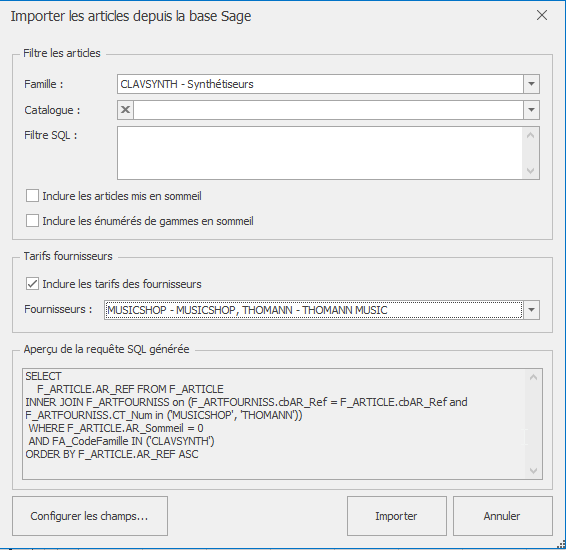 Importer les articles depuis la base Sage
Filtre les articles
Famille :
CLAVSYNTH - Synthétiseurs
Catalogue :
Filtre SQL :
Inclure les articles mis en sommeil
Inclure les énumérés de gammes en sommeil
Tarifs fournisseurs
Inclure les tarifs des fournisseurs
Fournisseurs :
MUSICSHOP - MUSICSHOP, THOMANN - THOMANN MUSIC
Aperçu de la requête SQL générée
SELECT
F_ARTICLE.AR_REF FROM F_ARTICLE
INNER JOIN F_ARTFOURNISS on (F_ARTFOURNISS.cbAR_Ref = F_ARTICLE.cbAR_Ref and
F_ARTFOURNISS.CT_Num in ('MUSICSHOP', 'THOMANN'))
WHERE F_ARTICLE.AR_Sommeil = 0
AND FA_CodeFamille IN ('CLAVSYNTH')
ORDER BY F_ARTICLE.AR_REF ASC
Configurer les champs...
Importer
Annuler